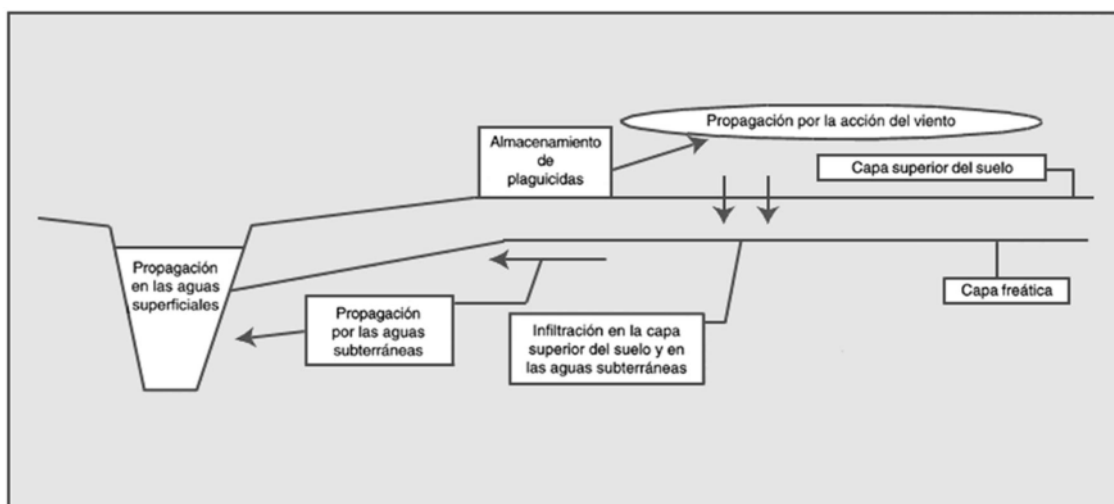 Propagación por la acción del viento
Almacenamiento
de
plaguicidas
Capa superior del suelo
Propagación
en las aguas
superficiales
Capa freática
Propagación
por las aguas
subterráneas
Infiltración en la capa
superior del suelo y en
las aguas subterráneas